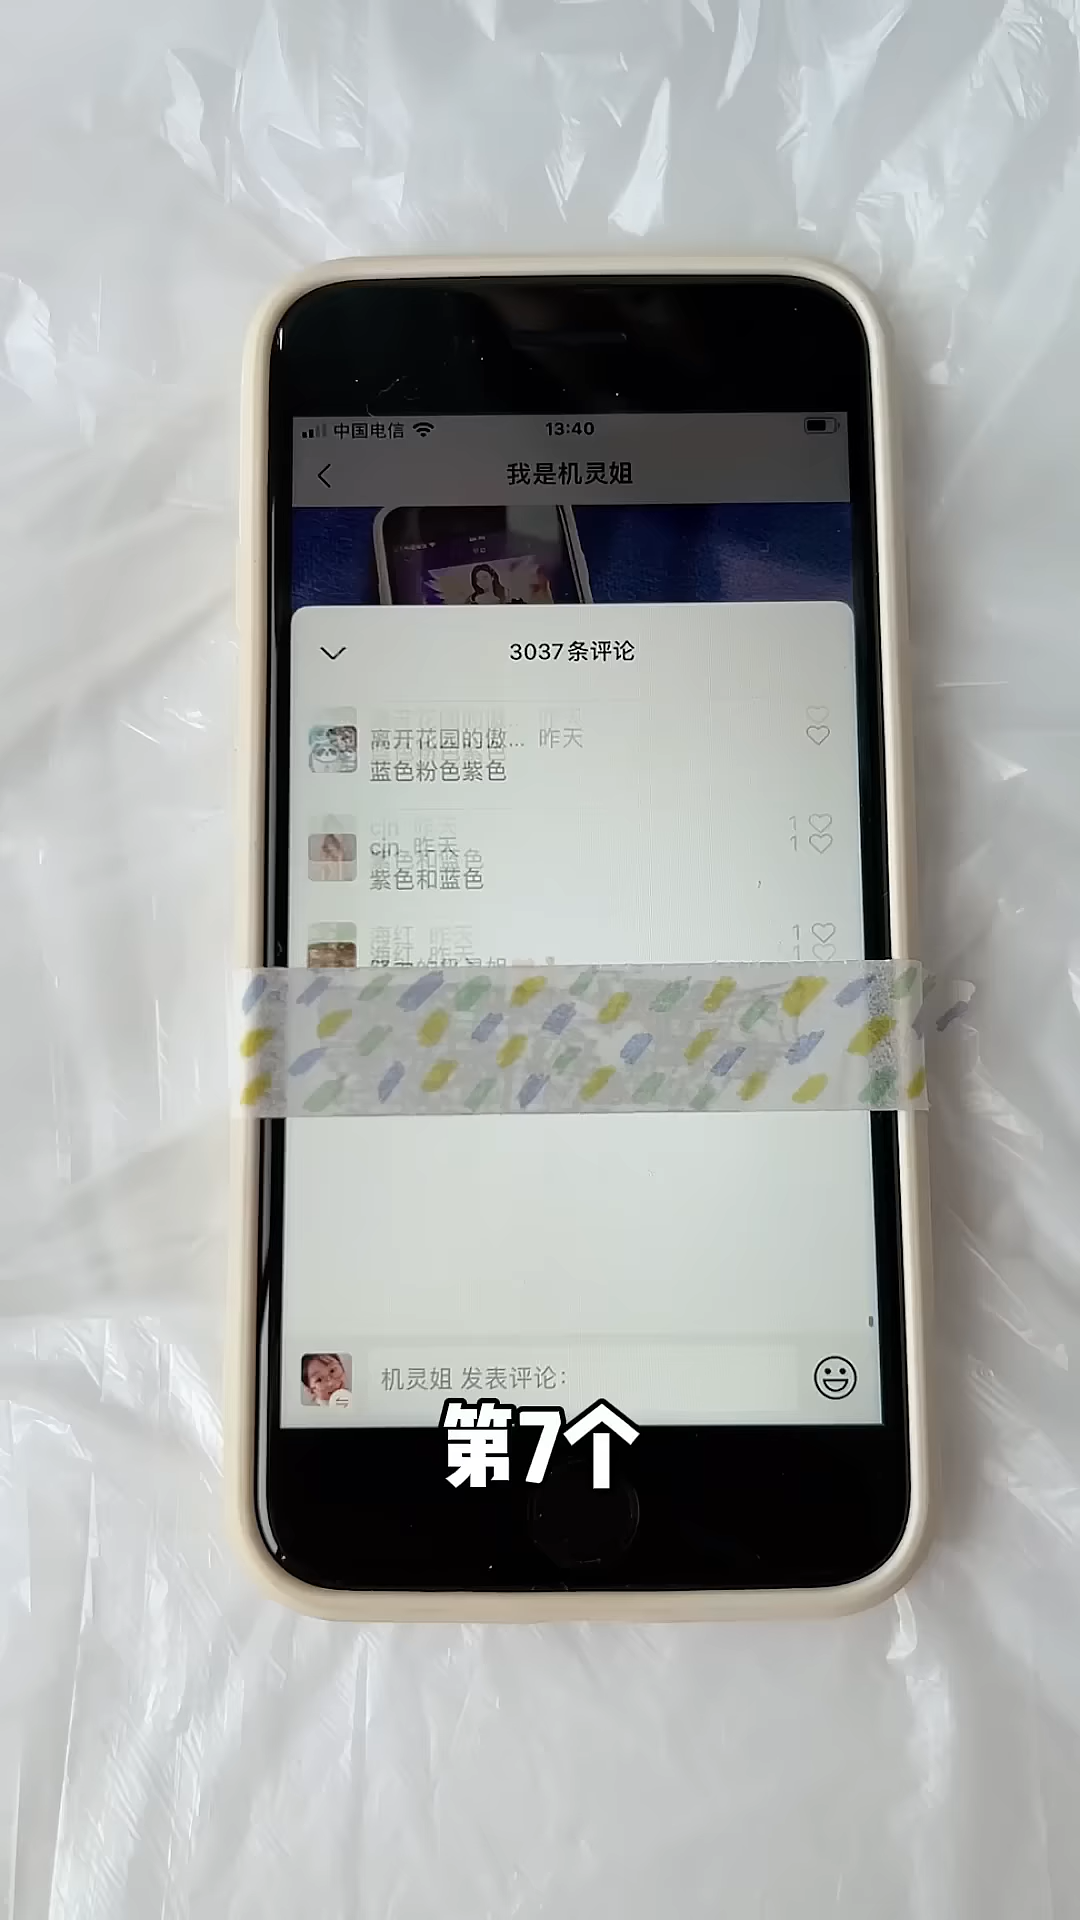 中国电信
13:40
我是机灵姐
3037条评论
离开花园的傲... 昨天
蓝色粉色紫色
cjn 昨天
1
紫色和蓝色
海红 昨天
1
机灵姐 发表评论:
第7个